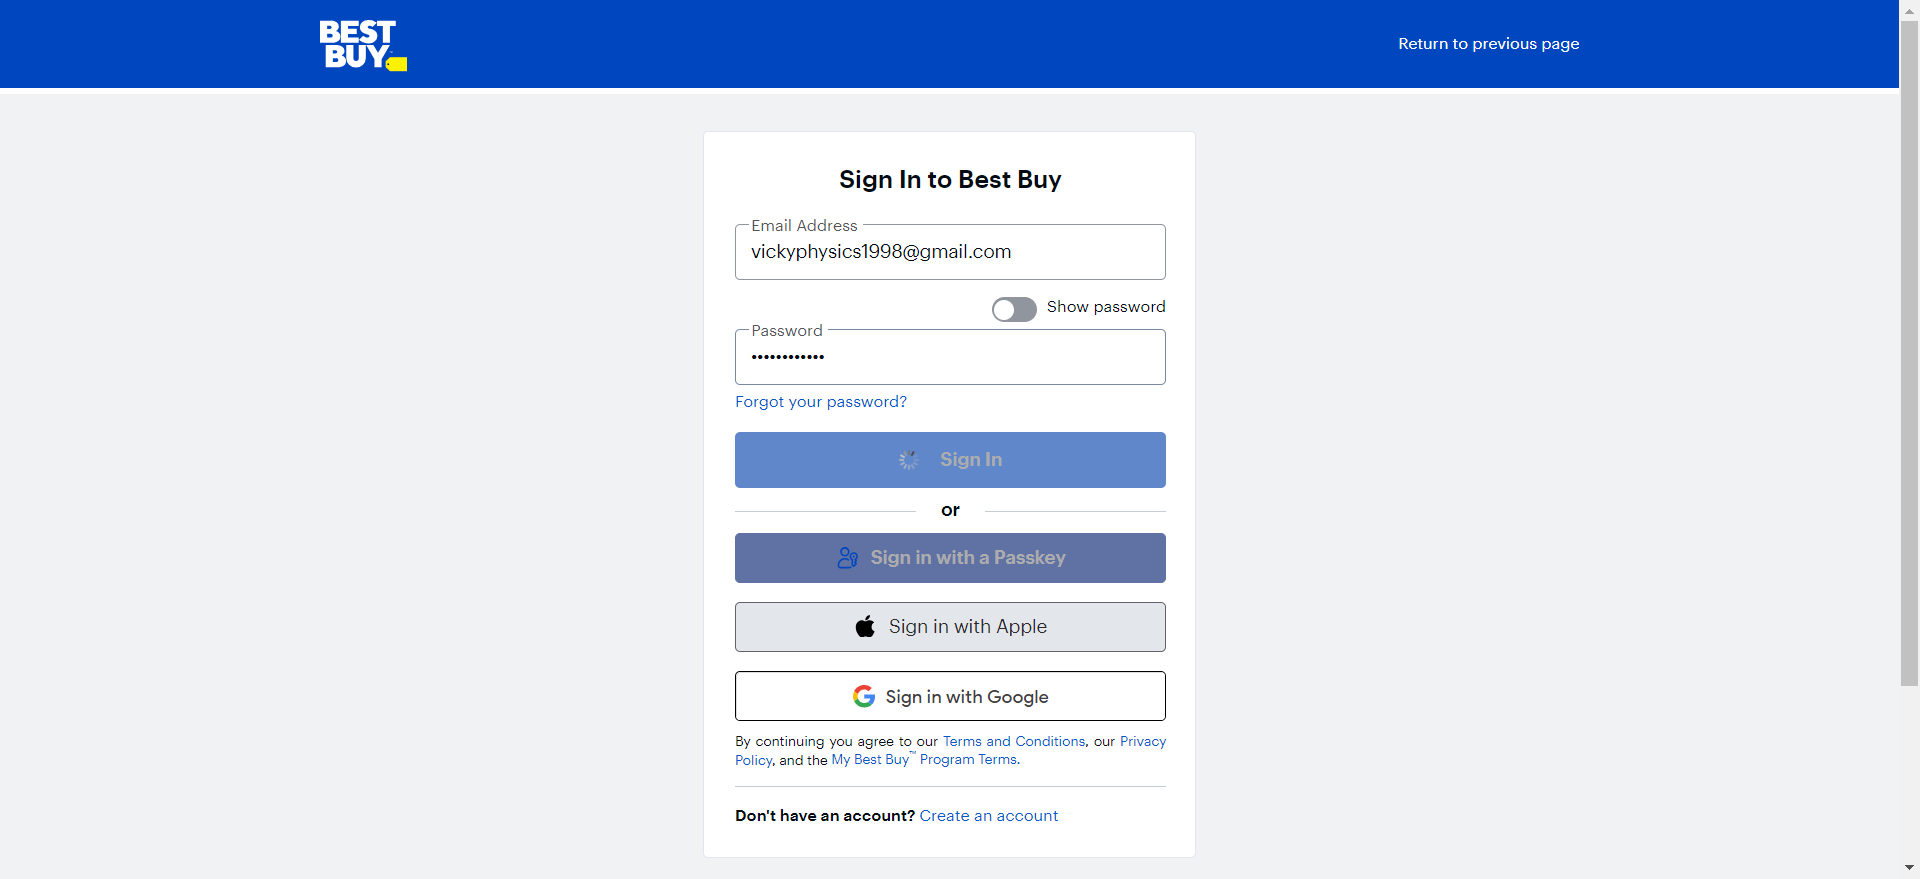 BEST
BUY
Return to previous page
Sign In to Best Buy
Email Address
vickyphysics1998@gmail.com
Show password
Password
••••••••••••
Forgot your password?
Sign In
or
Sign in with a Passkey
Sign in with Apple
Sign in with Google
By continuing you agree to our Terms and Conditions, our Privacy
Policy, and the My Best Buy™ Program Terms.
Don't have an account? Create an account